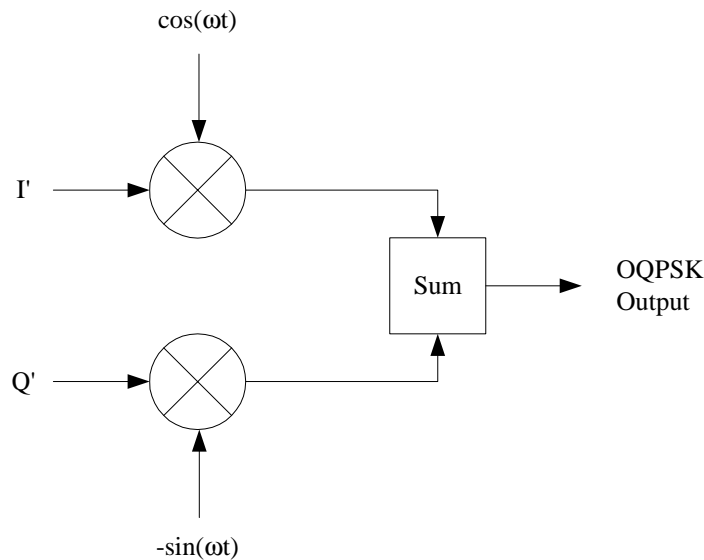 cos(ωt)
I'
Sum
OQPSK
Output
Q'
-sin(ωt)